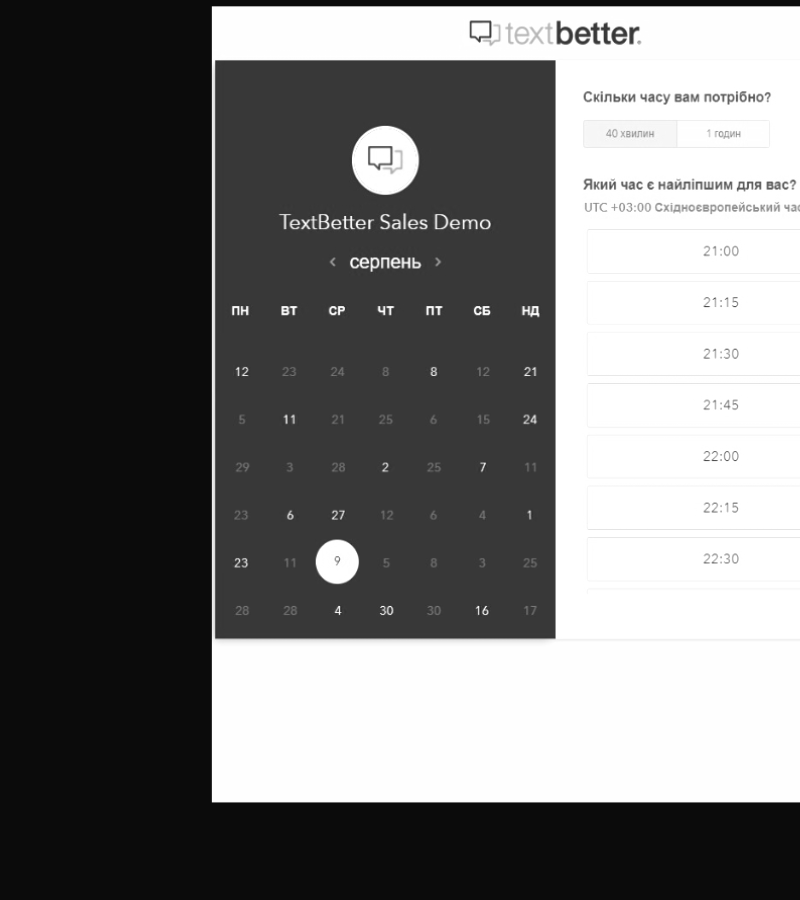 textbetter.
TextBetter Sales Demo
‹ серпень ›
ПН ВТ СР ЧТ ПТ СБ НД
12 23 24 8 8 12 21
5 11 21 25 6 15 24
29 3 28 2 25 7 11
23 6 27 12 6 4 1
23 11 9 5 8 3 25
28 28 4 30 30 16 17
Скільки часу вам потрібно?
40 хвилин 1 годин
Який час є найліпшим для вас?
UTC +03:00 Східноєвропейський
21:00
21:15
21:30
21:45
22:00
22:15
22:30